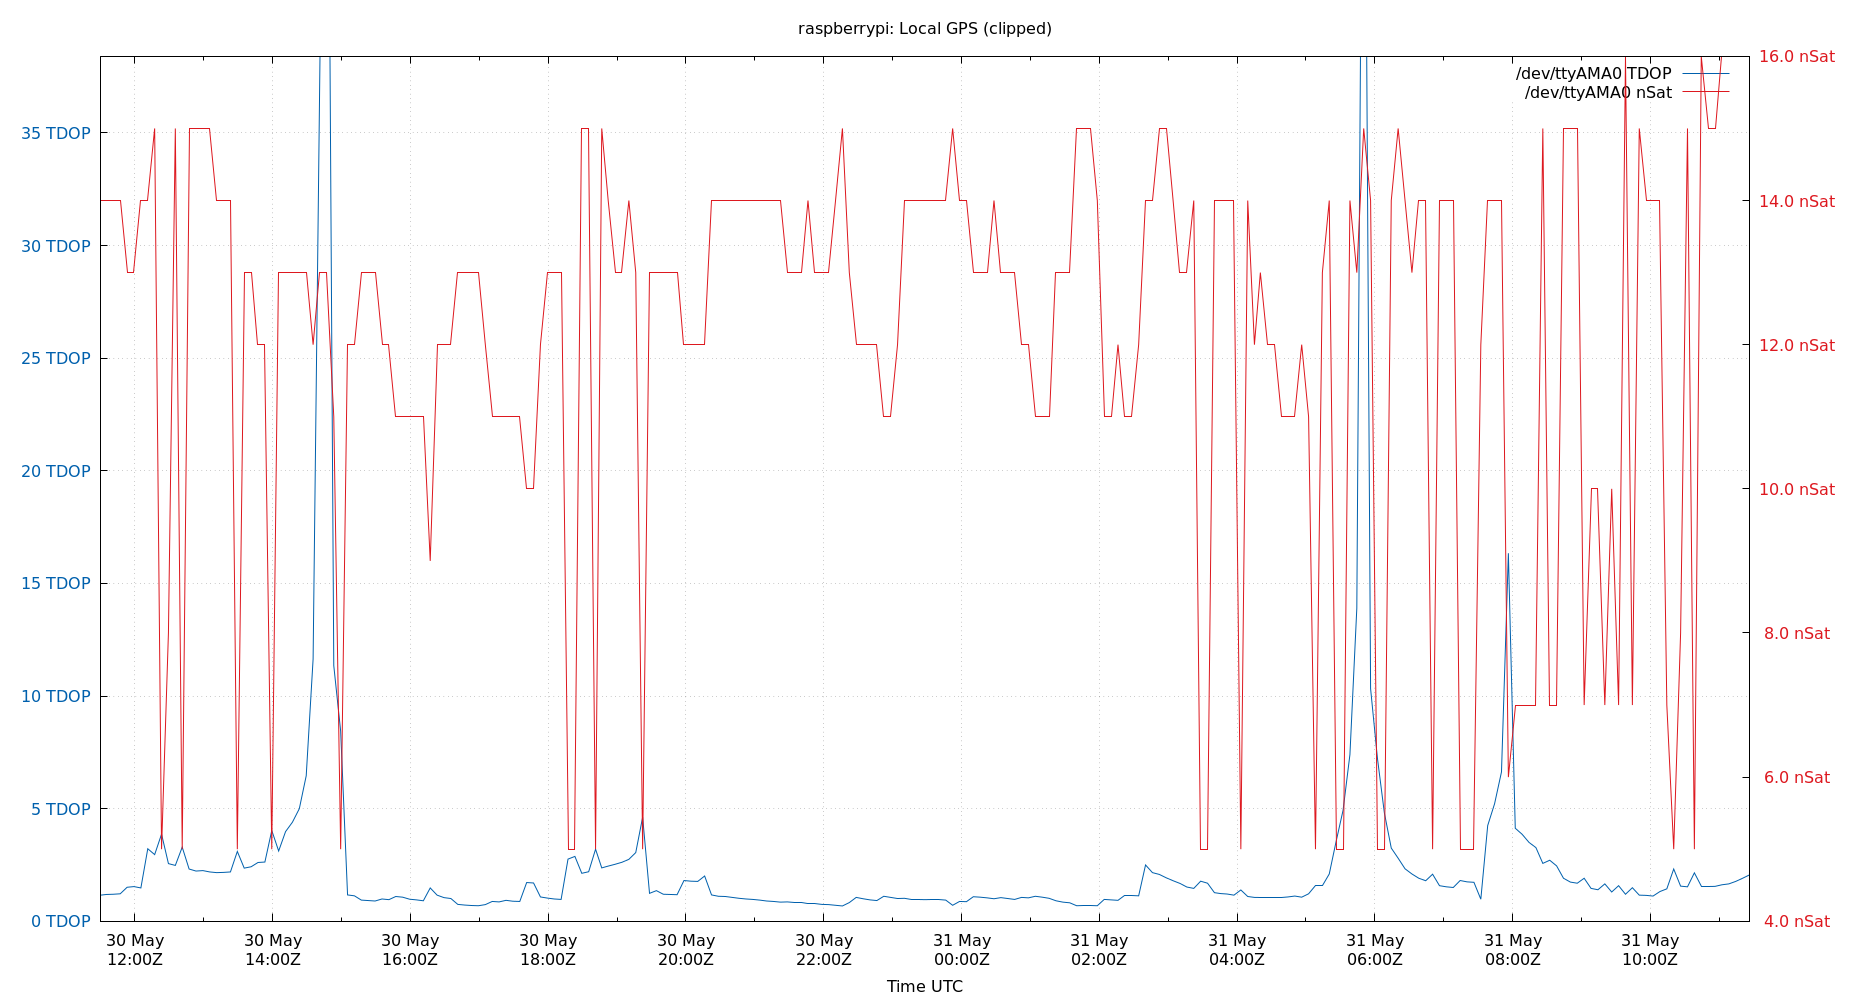 raspberrypi: Local GPS (clipped)
16.0 nSat
/dev/ttyAMA0 TDOP
/dev/ttyAMA0 nSat
35 TDOP
14.0 nSat
30 TDOP
25 TDOP
12.0 nSat
20 TDOP
10.0 nSat
15 TDOP
8.0 nSat
10 TDOP
6.0 nSat
5 TDOP
0 TDOP
4.0 nSat
30 May 30 May 30 May 30 May 30 May 30 May 31 May 31 May 31 May 31 May 31 May 31 May
12:00Z 14:00Z 16:00Z 18:00Z 20:00Z 22:00Z 00:00Z 02:00Z 04:00Z 06:00Z 08:00Z 10:00Z
Time UTC